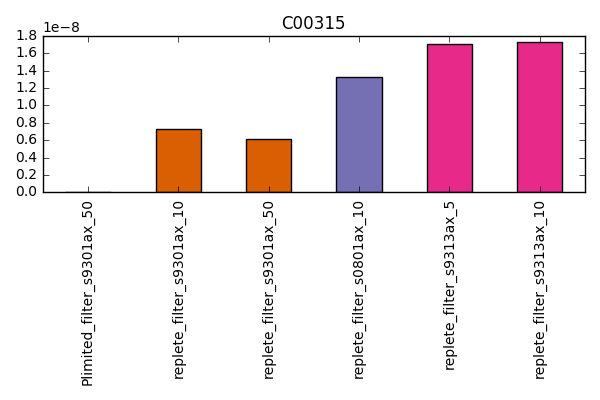 C00315
1e−8
1.8
1.6
1.4
1.2
1.0
0.8
0.6
0.4
0.2
0.0
Plimited_filter_s9301ax_50
replete_filter_s9301ax_10
replete_filter_s9301ax_50
replete_filter_s0801ax_10
replete_filter_s9313ax_5
replete_filter_s9313ax_10